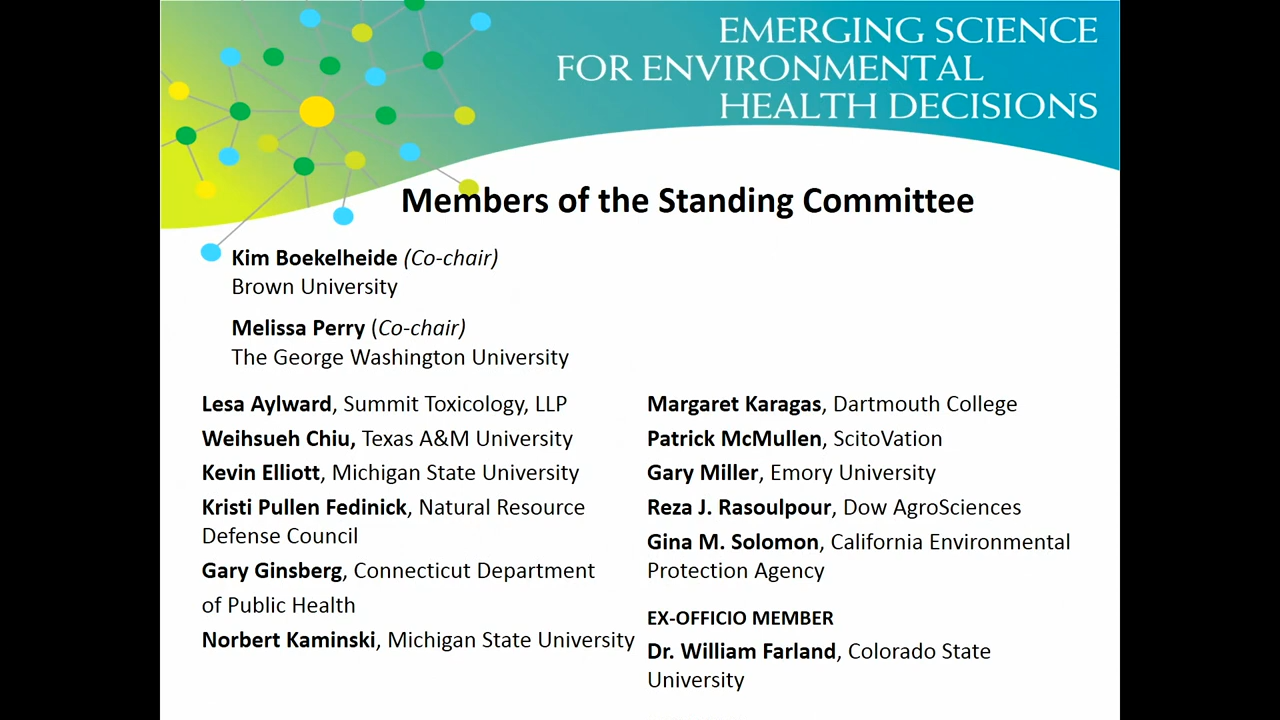 EMERGING SCIENCE
FOR ENVIRONMENTAL
HEALTH DECISIONS
Members of the Standing Committee
Kim Boekelheide (Co-chair)
Brown University
Melissa Perry (Co-chair)
The George Washington University
Lesa Aylward, Summit Toxicology, LLP
Weihsueh Chiu, Texas A&M University
Kevin Elliott, Michigan State University
Kristi Pullen Fedinick, Natural Resource
Defense Council
Gary Ginsberg, Connecticut Department
of Public Health
Norbert Kaminski, Michigan State University
Margaret Karagas, Dartmouth College
Patrick McMullen, ScitoVation
Gary Miller, Emory University
Reza J. Rasoulpour, Dow AgroSciences
Gina M. Solomon, California Environmental
Protection Agency
EX-OFFICIO MEMBER
Dr. William Farland, Colorado State
University